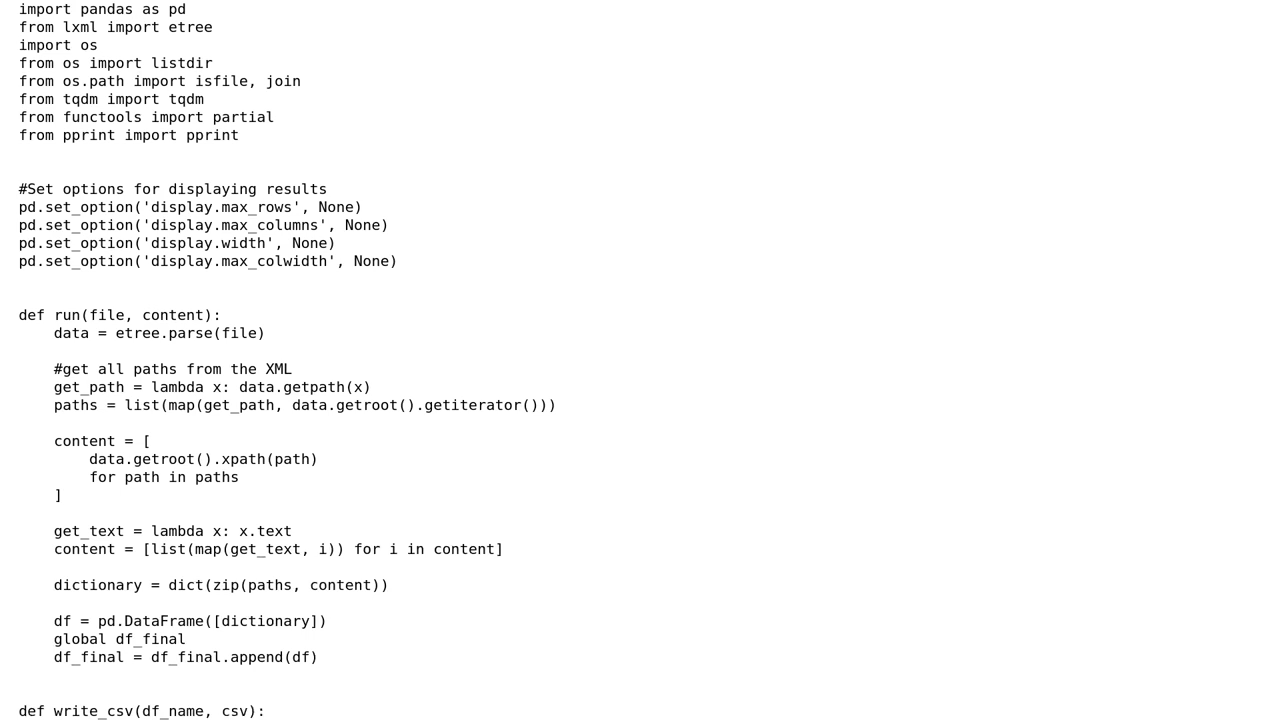 import pandas as pd
from lxml import etree
import os
from os import listdir
from os.path import isfile, join
from tqdm import tqdm
from functools import partial
from pprint import pprint
#Set options for displaying results
pd.set_option('display.max_rows', None)
pd.set_option('display.max_columns', None)
pd.set_option('display.width', None)
pd.set_option('display.max_colwidth', None)
def run(file, content):
    data = etree.parse(file)
    #get all paths from the XML
    get_path = lambda x: data.getpath(x)
    paths = list(map(get_path, data.getroot().getiterator()))
    content = [
        data.getroot().xpath(path)
        for path in paths
    ]
    get_text = lambda x: x.text
    content = [list(map(get_text, i)) for i in content]
    dictionary = dict(zip(paths, content))
    df = pd.DataFrame([dictionary])
    global df_final
    df_final = df_final.append(df)
def write_csv(df_name, csv):